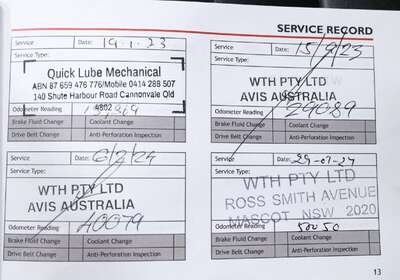 SERVICE RECORD
Service Date: 19.1.23
Service Type:
Quick Lube Mechanical
ABN 87 659 476 776/Mobile 0414 288 507
140 Shute Harbour Road Cannonvale Qld
4802
Odometer Reading
Brake Fluid Change Coolant Change
Drive Belt Change Anti-Perforation Inspection
Service Date: 15/9/23
Service Type:
WTH PTY LTD
AVIS AUSTRALIA
Odometer Reading 29089
Brake Fluid Change Coolant Change
Drive Belt Change Anti-Perforation Inspection
Service Date: 6/2/24
Service Type:
WTH PTY LTD
AVIS AUSTRALIA
Odometer Reading 40079
Brake Fluid Change Coolant Change
Drive Belt Change Anti-Perforation Inspection
Service Date: 29-07-24
Service Type:
WTH PTY LTD
ROSS SMITH AVENUE
MASCOT NSW 2020
Odometer Reading 50050
Brake Fluid Change Coolant Change
Drive Belt Change Anti-Perforation Inspection
13